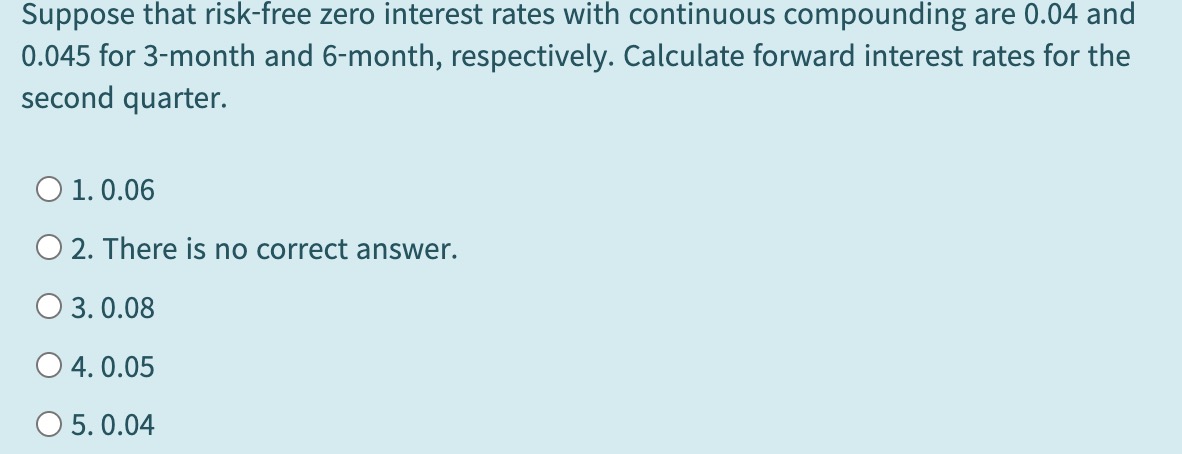 Suppose that risk-free zero interest rates with continuous compounding are 0.04 and
0.045 for 3-month and 6-month, respectively. Calculate forward interest rates for the
second quarter.
1. 0.06
2. There is no correct answer.
3. 0.08
4. 0.05
5. 0.04